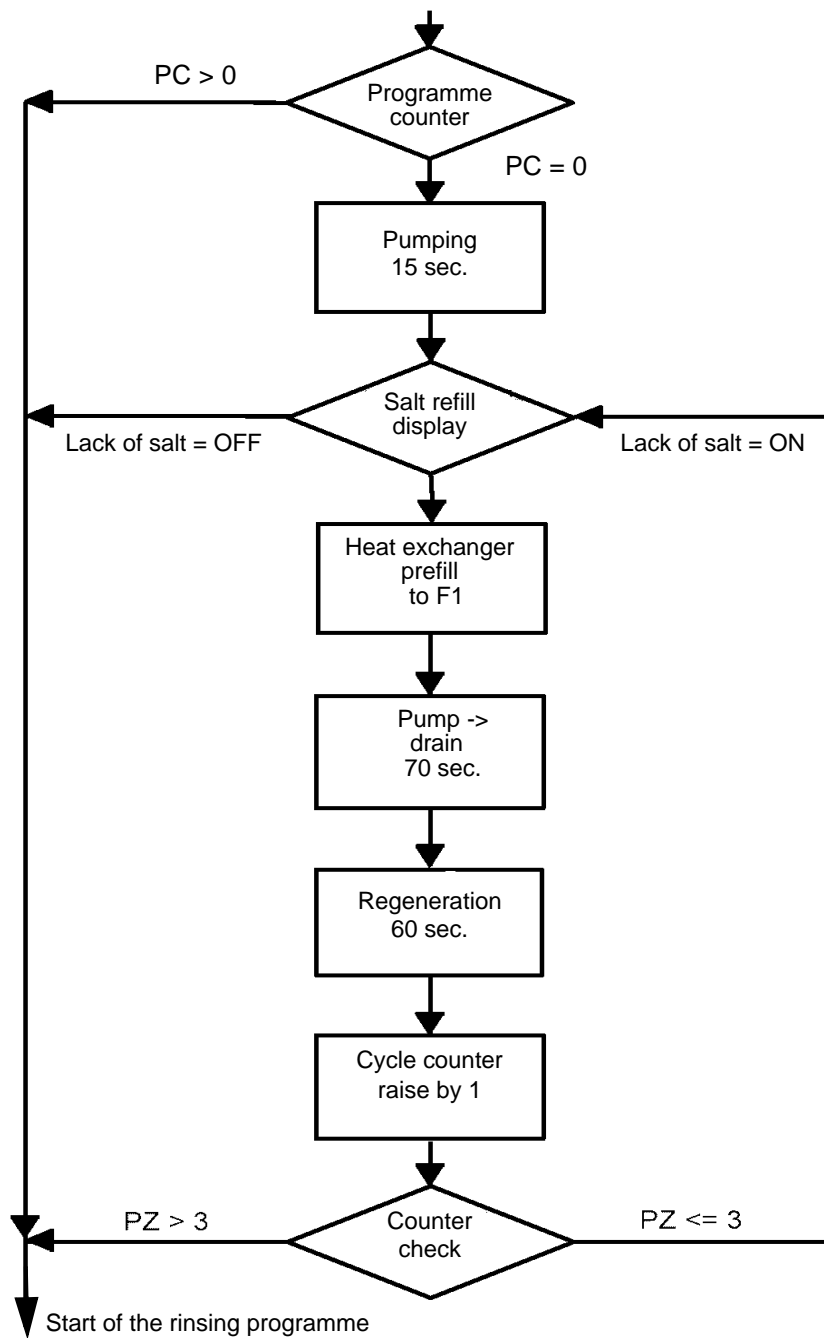 PC > 0
Programme
counter
PC = 0
Pumping
15 sec.
Salt refill
display
Lack of salt = OFF
Lack of salt = ON
Heat exchanger
prefill
to F1
Pump ->
drain
70 sec.
Regeneration
60 sec.
Cycle counter
raise by 1
PZ > 3
Counter
check
PZ <= 3
Start of the rinsing programme